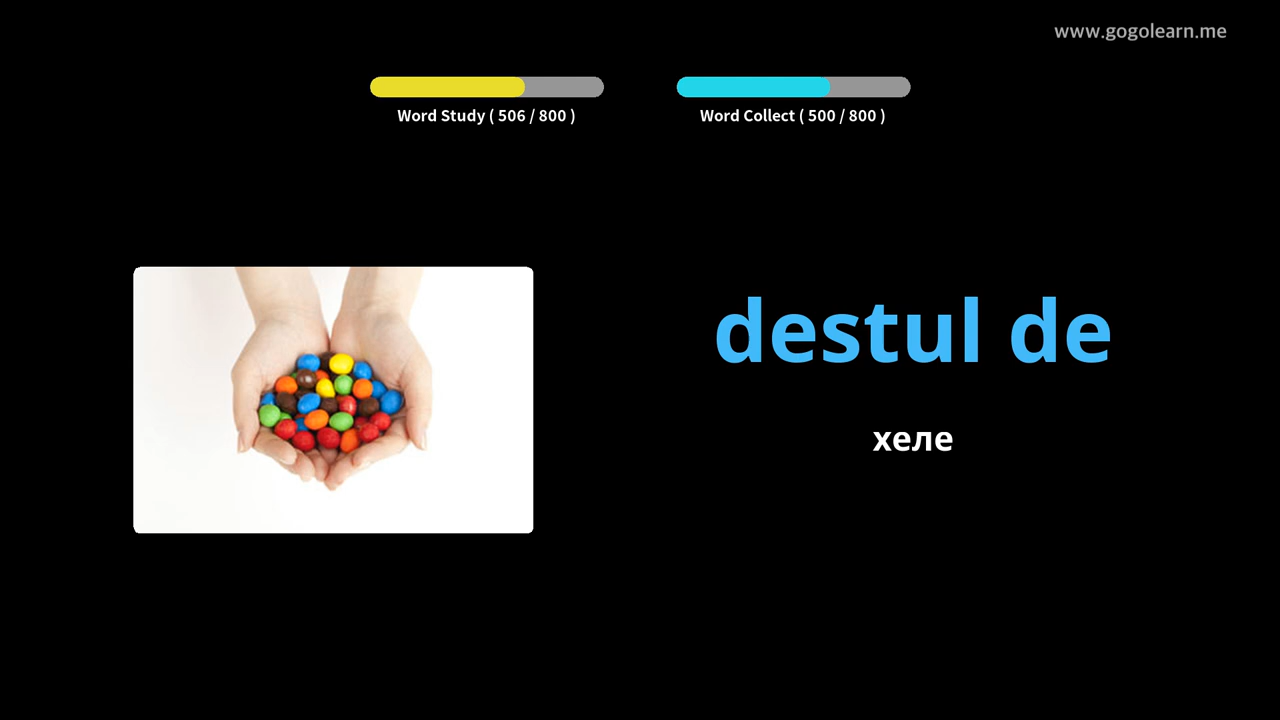 www.gogolearn.me
Word Study ( 506 / 800 )
Word Collect ( 500 / 800 )
destul de
хеле